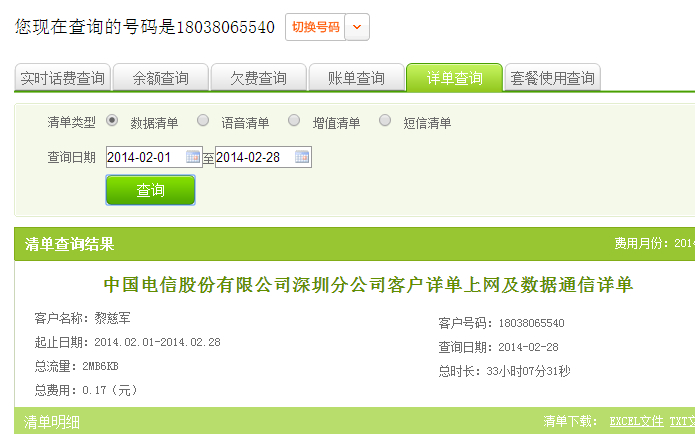 您现在查询的号码是18038065540 切换号码
实时话费查询 余额查询 欠费查询 账单查询 详单查询 套餐使用查询
清单类型 数据清单 语音清单 增值清单 短信清单
查询日期 2014-02-01 至 2014-02-28
查询
清单查询结果 费用月份：2014
中国电信股份有限公司深圳分公司客户详单上网及数据通信详单
客户名称：黎慈军 客户号码：18038065540
起止日期：2014.02.01-2014.02.28 查询日期：2014-02-28
总流量：2MB6KB 总时长：33小时07分31秒
总费用：0.17（元）
清单明细 清单下载： EXCEL文件 TXT文